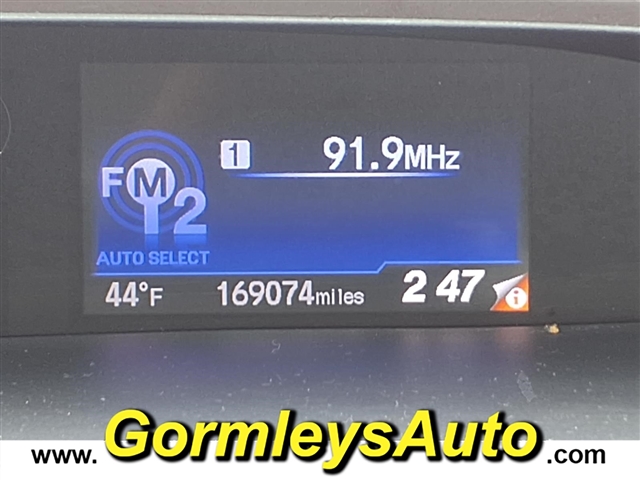 1 91.9MHz
FM2
AUTO SELECT
44°F 169074miles 2 47 i
www. GormleysAuto .com